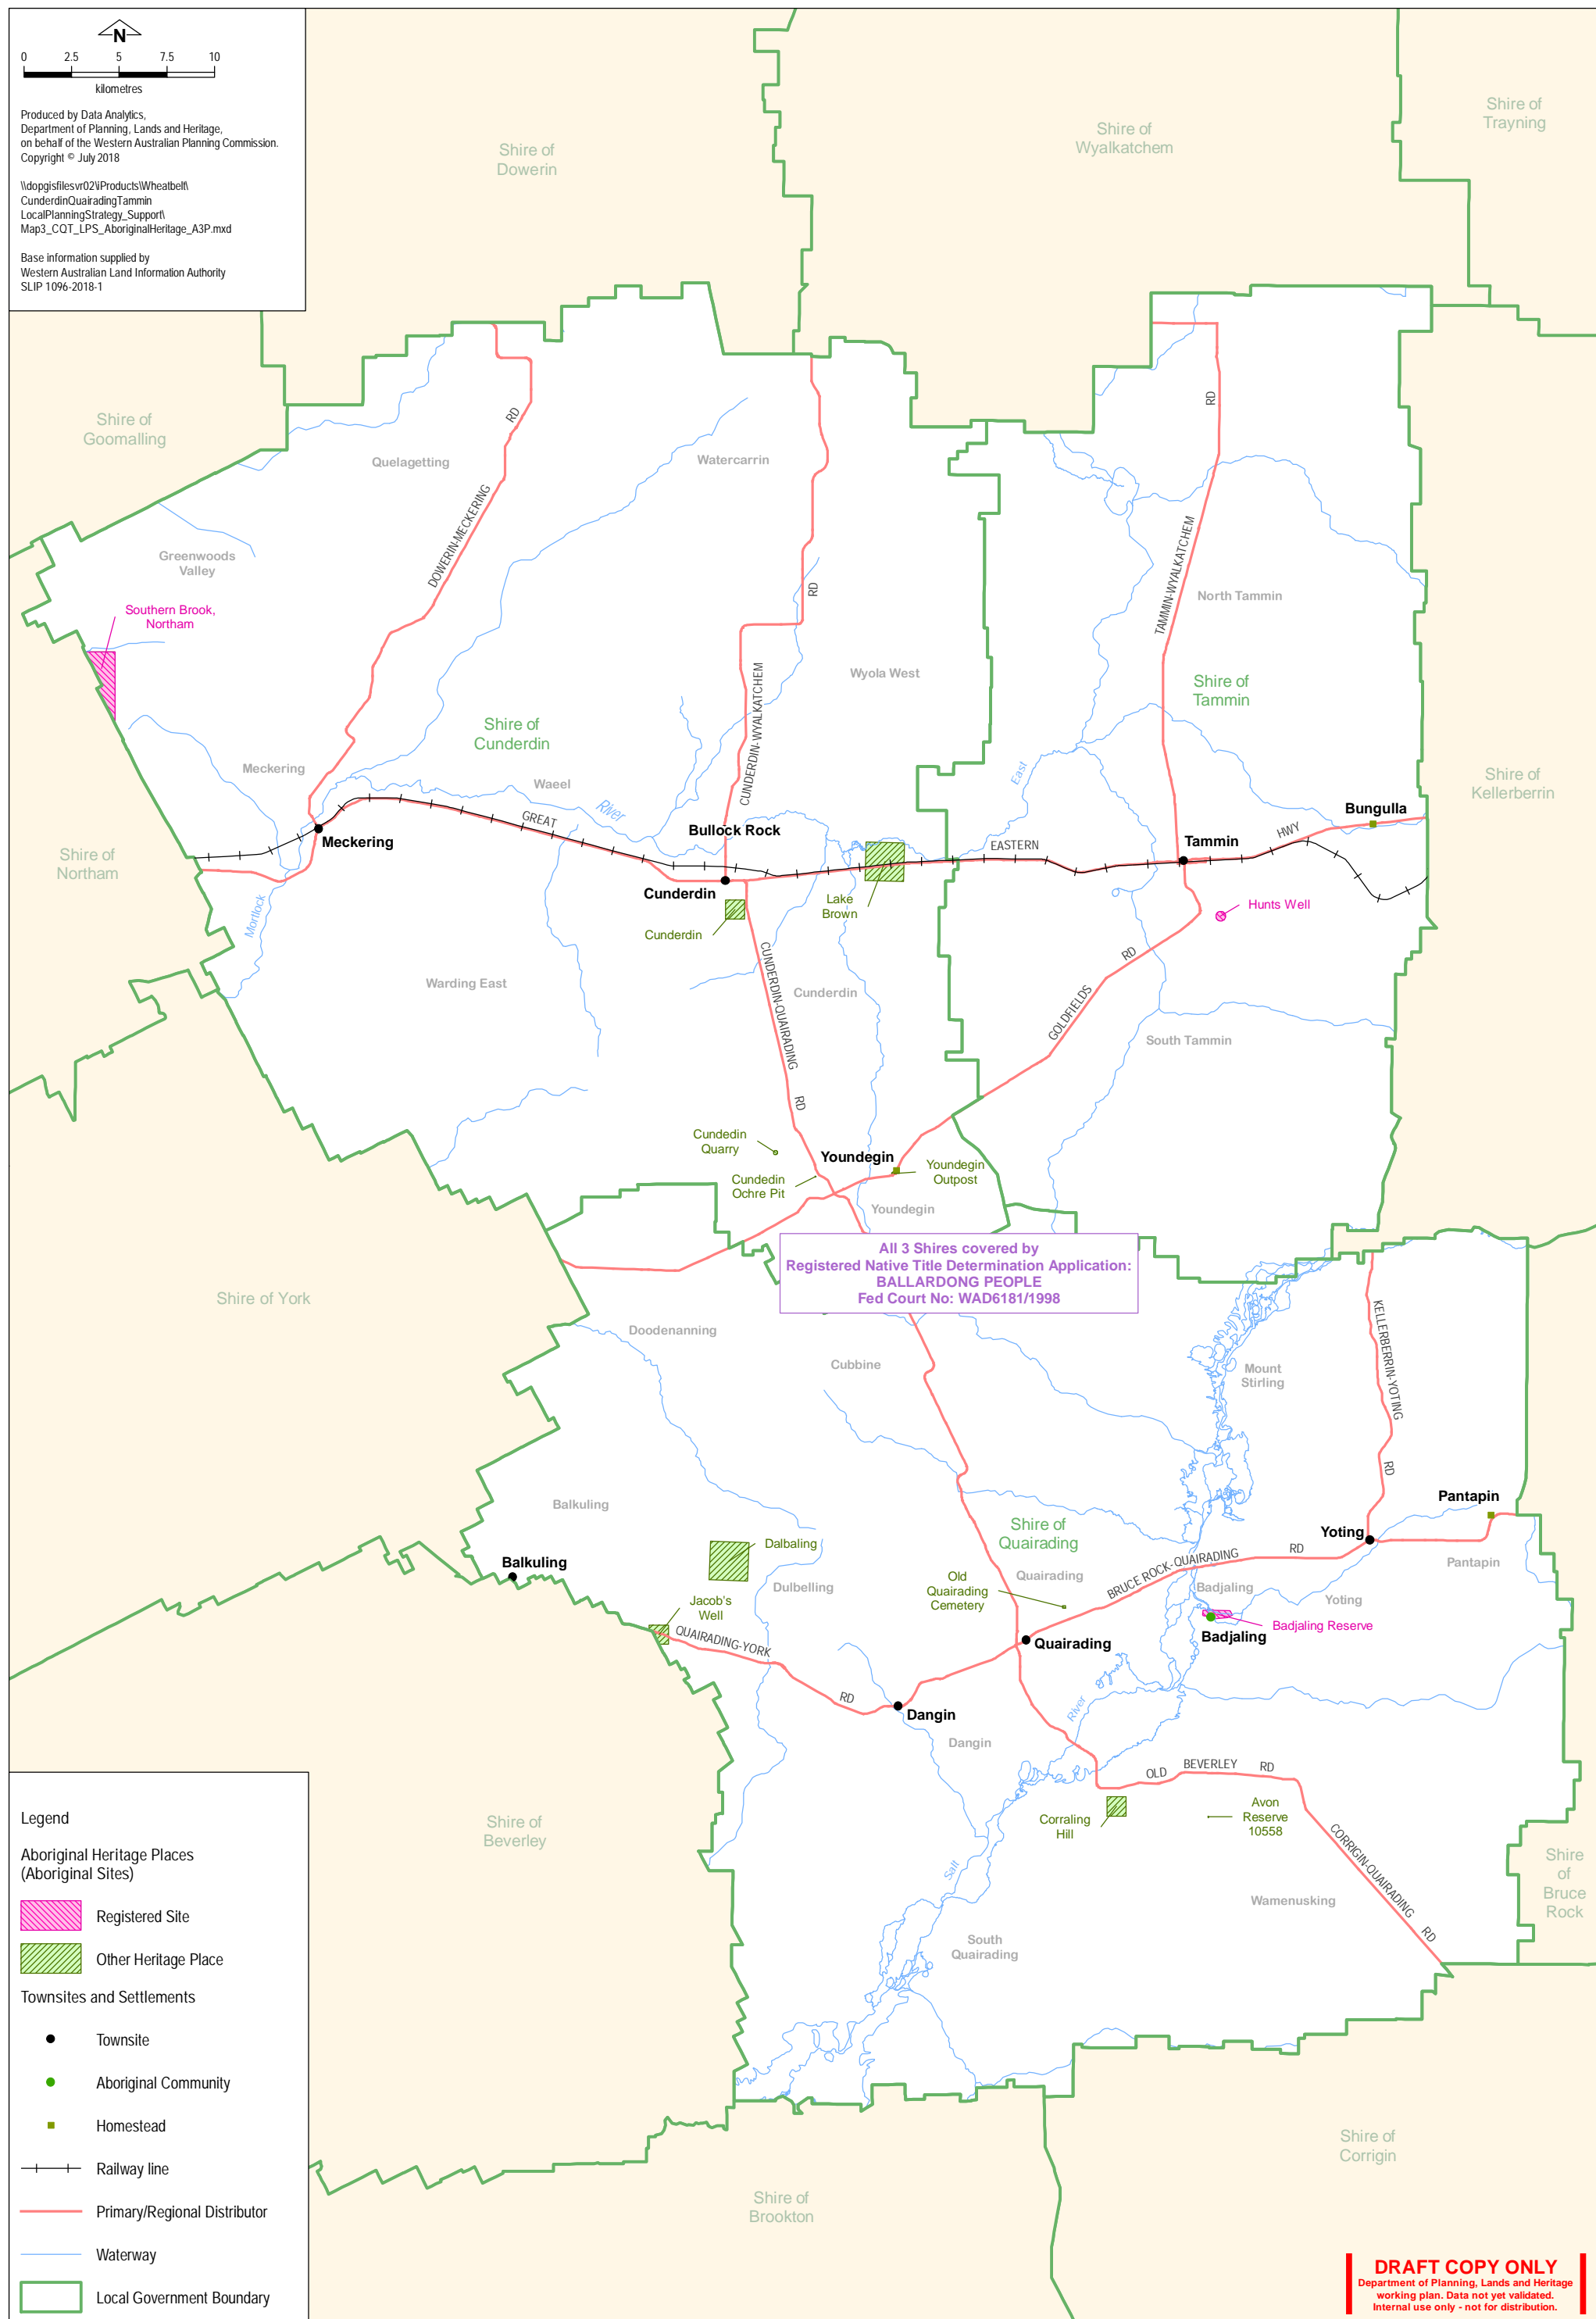 N
0 2.5 5 7.5 10
kilometres
Produced by Data Analytics,
Department of Planning, Lands and Heritage,
on behalf of the Western Australian Planning Commission.
Copyright © July 2018
\\dopgisfilesvr02\iProducts\Wheatbelt\
CunderdinQuairadingTammin
LocalPlanningStrategy_Support\
Map3_CQT_LPS_AboriginalHeritage_A3P.mxd
Base information supplied by
Western Australian Land Information Authority
SLIP 1096-2018-1
Shire of
Dowerin
Shire of
Wyalkatchem
Shire of
Trayning
Shire of
Goomalling
Quelagetting
RD
Watercarrin
RD
DOWERIN-MECKERING
Greenwoods
Valley
Southern Brook,
Northam
RD
TAMMIN-WYALKATCHEM
North Tammin
Wyola West
Shire of
Tammin
CUNDERDIN-WYALKATCHEM
Shire of
Cunderdin
Meckering
Waeel
River
East
Shire of
Kellerberrin
GREAT
Bullock Rock
Bungulla
HWY
Meckering
EASTERN
Tammin
Shire of
Northam
Cunderdin
Lake
Brown
Hunts Well
Mortlock
Cunderdin
RD
Warding East
CUNDERDIN-QUAIRADING
Cunderdin
GOLDFIELDS
South Tammin
RD
Cundedin
Quarry
Youndegin
Cundedin
Ochre Pit
Youndegin
Outpost
Youndegin
All 3 Shires covered by
Registered Native Title Determination Application:
BALLARDONG PEOPLE
Fed Court No: WAD6181/1998
Shire of York
Doodenanning
Cubbine
Mount
Stirling
KELLERBERRIN-YOTING
RD
Balkuling
Pantapin
Shire of
Quairading
Yoting
Dalbaling
RD
Balkuling
BRUCE ROCK-QUAIRADING
Pantapin
Old
Quairading
Cemetery
Quairading
Dulbelling
Badjaling
Yoting
Jacob's
Well
QUAIRADING-YORK
Badjaling Reserve
Badjaling
Quairading
RD
River
Dangin
Dangin
OLD BEVERLEY RD
Corraling
Hill
Avon
Reserve
10558
CORRIGIN-QUAIRADING
RD
Shire of
Beverley
Shire
of
Bruce
Rock
Salt
Wamenusking
South
Quairading
Shire of
Corrigin
Shire of
Brookton
Legend
Aboriginal Heritage Places
(Aboriginal Sites)
Registered Site
Other Heritage Place
Townsites and Settlements
Townsite
Aboriginal Community
Homestead
Railway line
Primary/Regional Distributor
Waterway
Local Government Boundary
DRAFT COPY ONLY
Department of Planning, Lands and Heritage
working plan. Data not yet validated.
Internal use only - not for distribution.